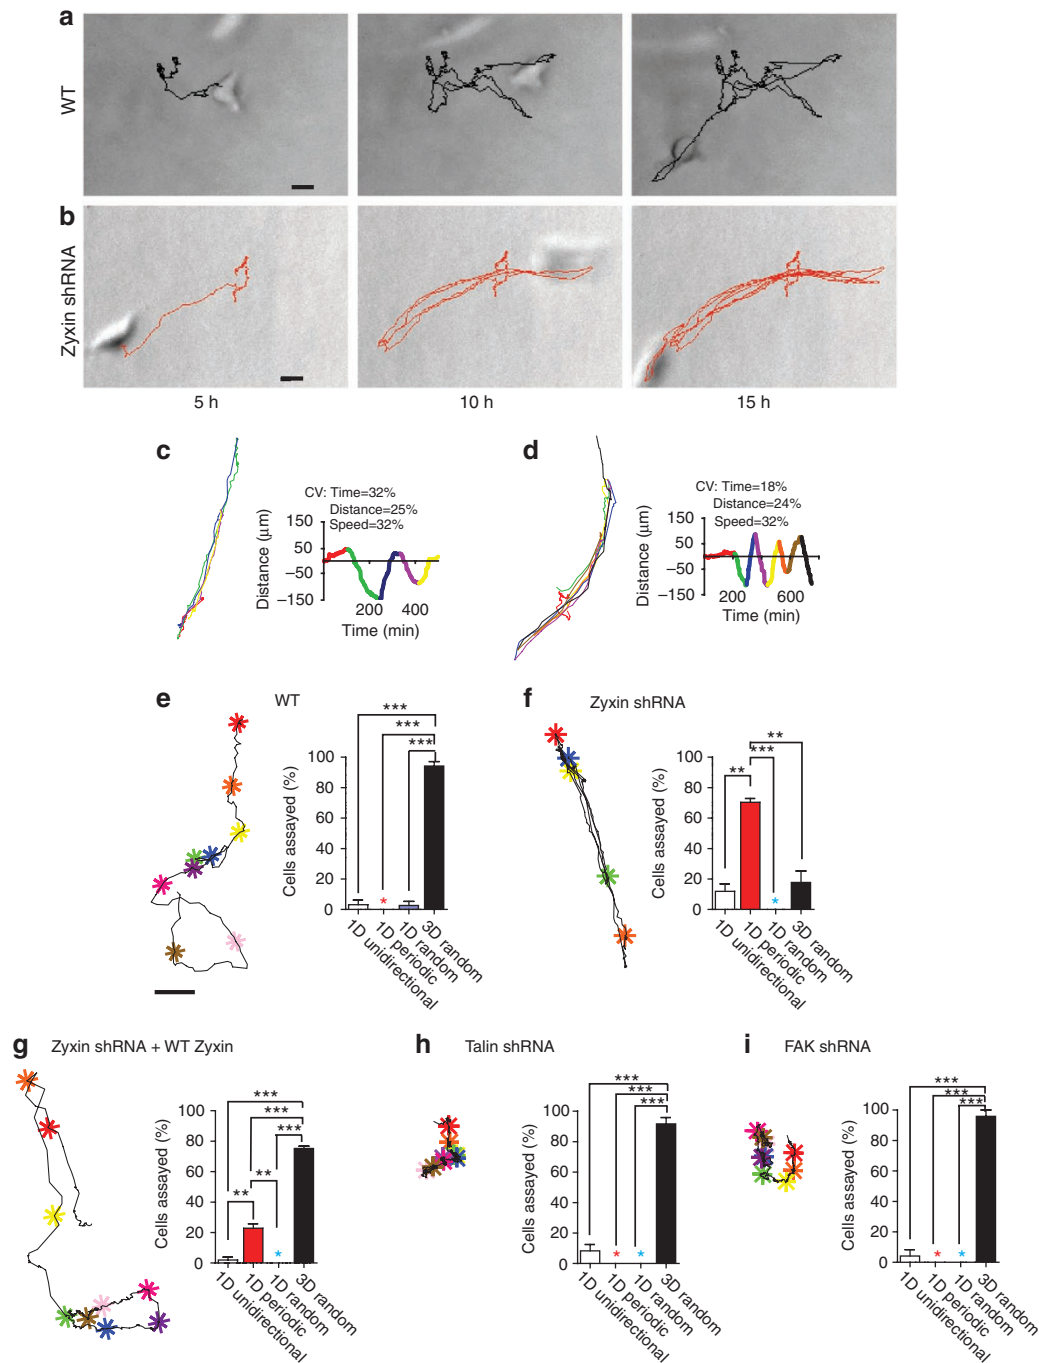 a
WT
b
Zyxin shRNA
5 h
10 h
15 h
c
CV: Time=32%
Distance=25%
Speed=32%
Distance (µm)
150
50
−50
−150
200
400
Time (min)
d
CV: Time=18%
Distance=24%
Speed=32%
Distance (µm)
150
50
−50
−150
200
600
Time (min)
e
WT
***
***
***
Cells assayed (%)
100
80
60
40
20
0
*
1D unidirectional
1D periodic
1D random
3D random
f
Zyxin shRNA
**
***
**
Cells assayed (%)
100
80
60
40
20
0
*
1D unidirectional
1D periodic
1D random
3D random
g
Zyxin shRNA + WT Zyxin
***
***
***
**
**
Cells assayed (%)
100
80
60
40
20
0
*
1D unidirectional
1D periodic
1D random
3D random
h
Talin shRNA
***
***
***
Cells assayed (%)
100
80
60
40
20
0
*
*
1D unidirectional
1D periodic
1D random
3D random
i
FAK shRNA
***
***
***
Cells assayed (%)
100
80
60
40
20
0
*
*
1D unidirectional
1D periodic
1D random
3D random